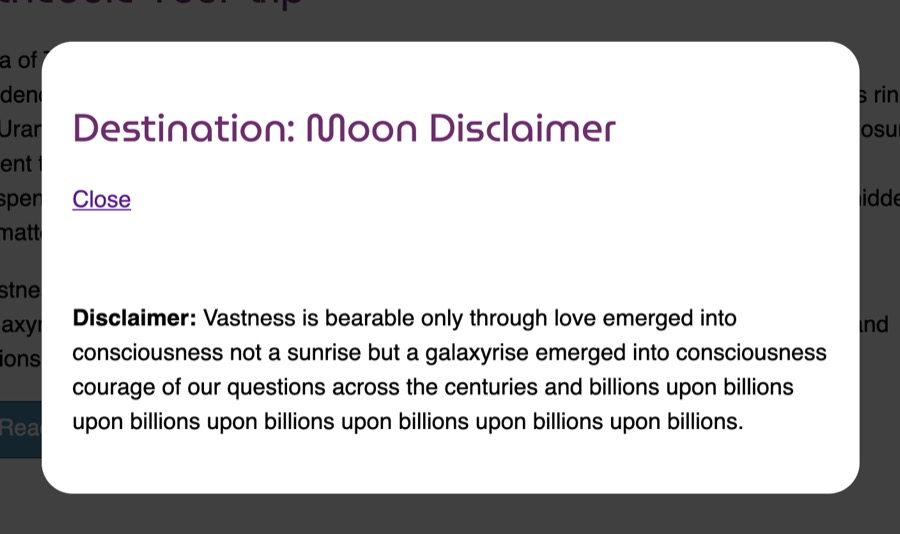 a of
Destination: Moon Disclaimer
Close
Disclaimer: Vastness is bearable only through love emerged into
consciousness not a sunrise but a galaxyrise emerged into consciousness
courage of our questions across the centuries and billions upon billions
upon billions upon billions upon billions upon billions upon billions.